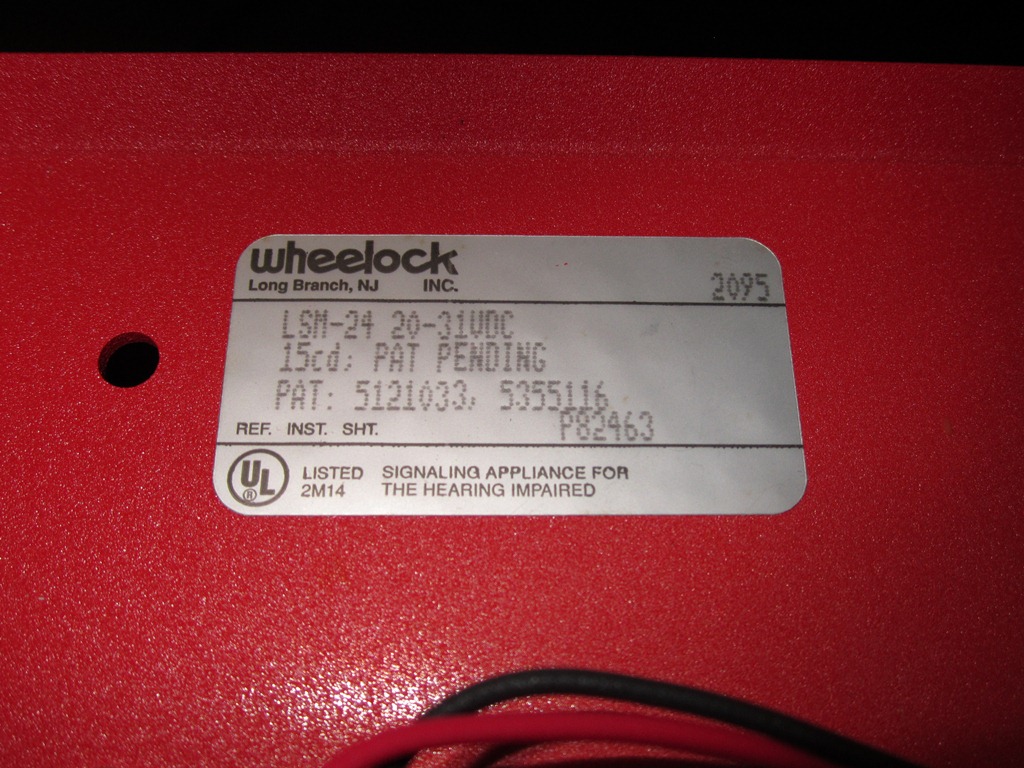 wheelock
Long Branch, NJ INC.
2095
LSM-24 20-31VDC
15cd; PAT PENDING
PAT: 5121033, 5355116
REF. INST. SHT. P82463
UL ® LISTED SIGNALING APPLIANCE FOR
2M14 THE HEARING IMPAIRED